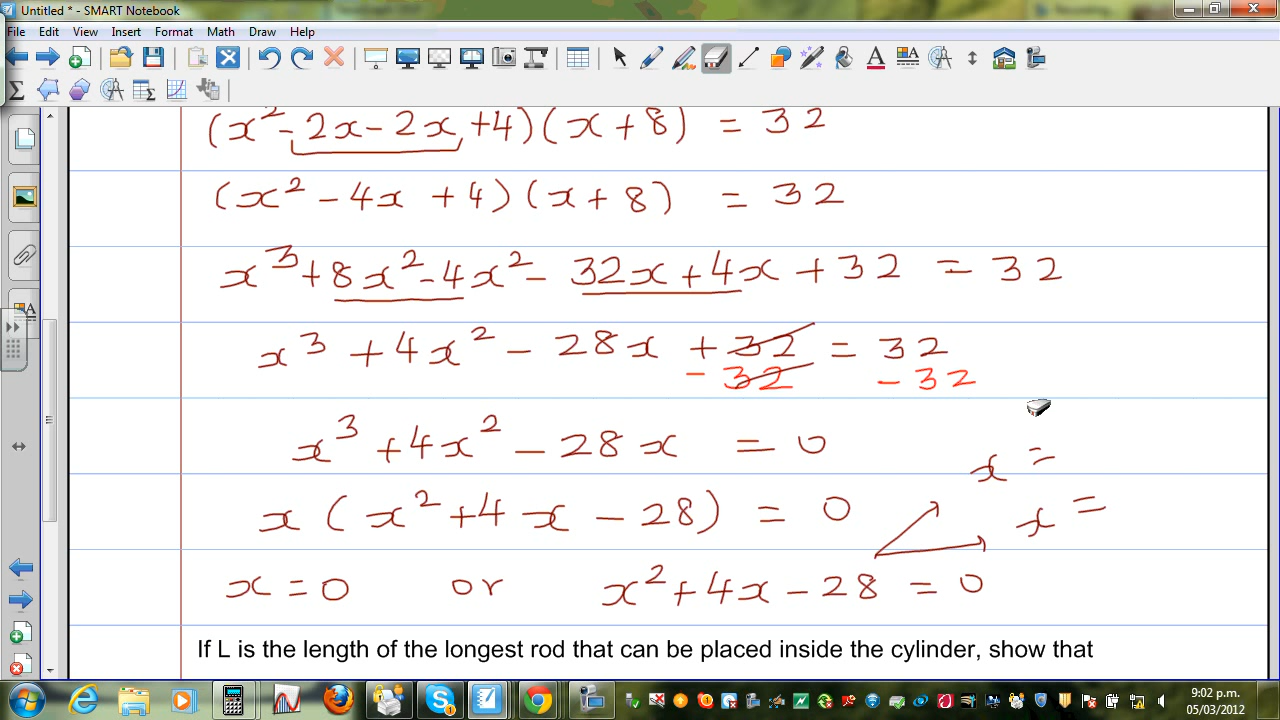 Untitled * - SMART Notebook
File Edit View Insert Format Math Draw Help
(x² - 2x - 2x + 4)(x + 8) = 32
(x² - 4x + 4)(x + 8) = 32
x³ + 8x² - 4x² - 32x + 4x + 32 = 32
x³ + 4x² - 28x + 32 = 32
- 32 - 32
x³ + 4x² - 28x = 0
x =
x (x² + 4x - 28) = 0
x =
x = 0 or x² + 4x - 28 = 0
If L is the length of the longest rod that can be placed inside the cylinder, show that
9:02 p.m.
05/03/2012